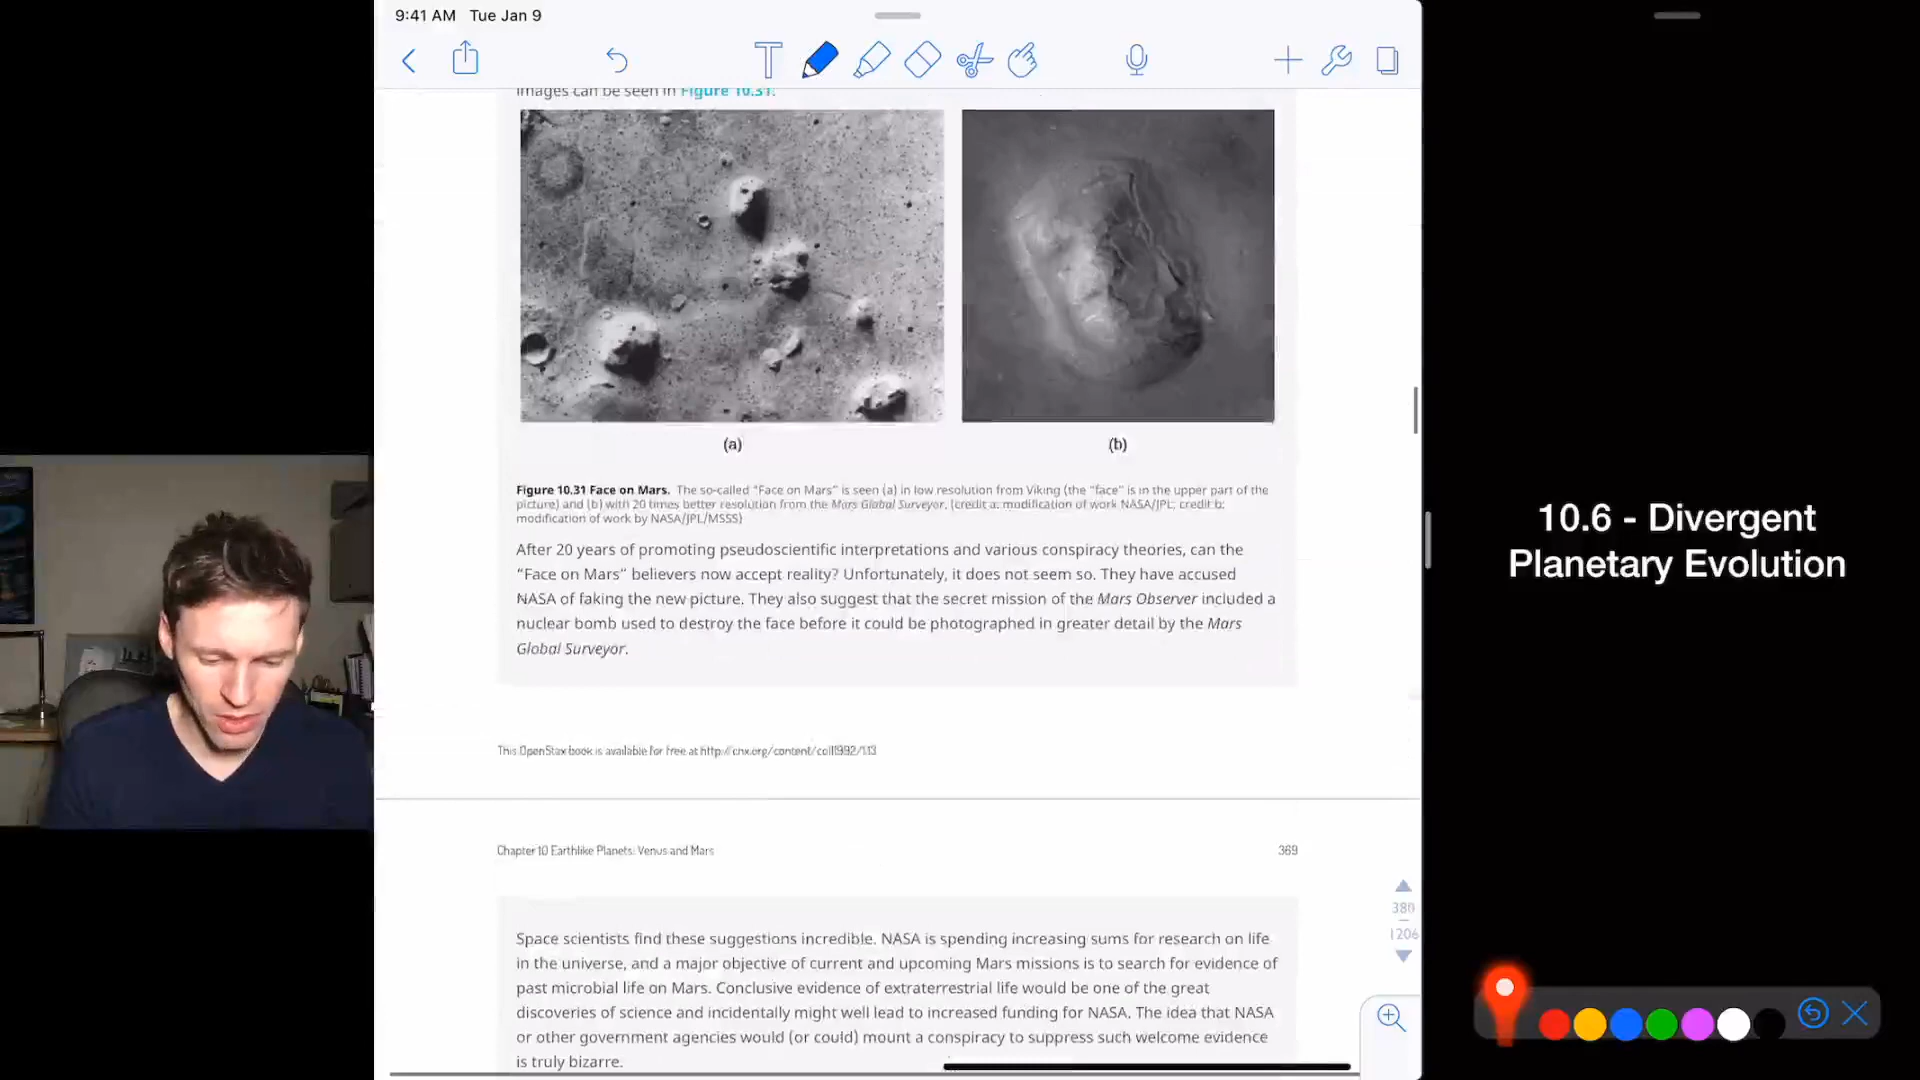 9:41 AM Tue Jan 9
images can be seen in Figure 10.31.
(a)
(b)
Figure 10.31 Face on Mars. The so-called “Face on Mars” is seen (a) in low resolution from Viking (the “face” is in the upper part of the
picture) and (b) with 20 times better resolution from the Mars Global Surveyor. (credit a: modification of work NASA/JPL; credit b:
modification of work by NASA/JPL/MSSS)
After 20 years of promoting pseudoscientific interpretations and various conspiracy theories, can the
“Face on Mars” believers now accept reality? Unfortunately, it does not seem so. They have accused
NASA of faking the new picture. They also suggest that the secret mission of the Mars Observer included a
nuclear bomb used to destroy the face before it could be photographed in greater detail by the Mars
Global Surveyor.
This OpenStax book is available for free at http://cnx.org/content/col11992/1.13
Chapter 10 Earthlike Planets: Venus and Mars
369
Space scientists find these suggestions incredible. NASA is spending increasing sums for research on life
in the universe, and a major objective of current and upcoming Mars missions is to search for evidence of
past microbial life on Mars. Conclusive evidence of extraterrestrial life would be one of the great
discoveries of science and incidentally might well lead to increased funding for NASA. The idea that NASA
or other government agencies would (or could) mount a conspiracy to suppress such welcome evidence
is truly bizarre.
380
1206
10.6 - Divergent
Planetary Evolution